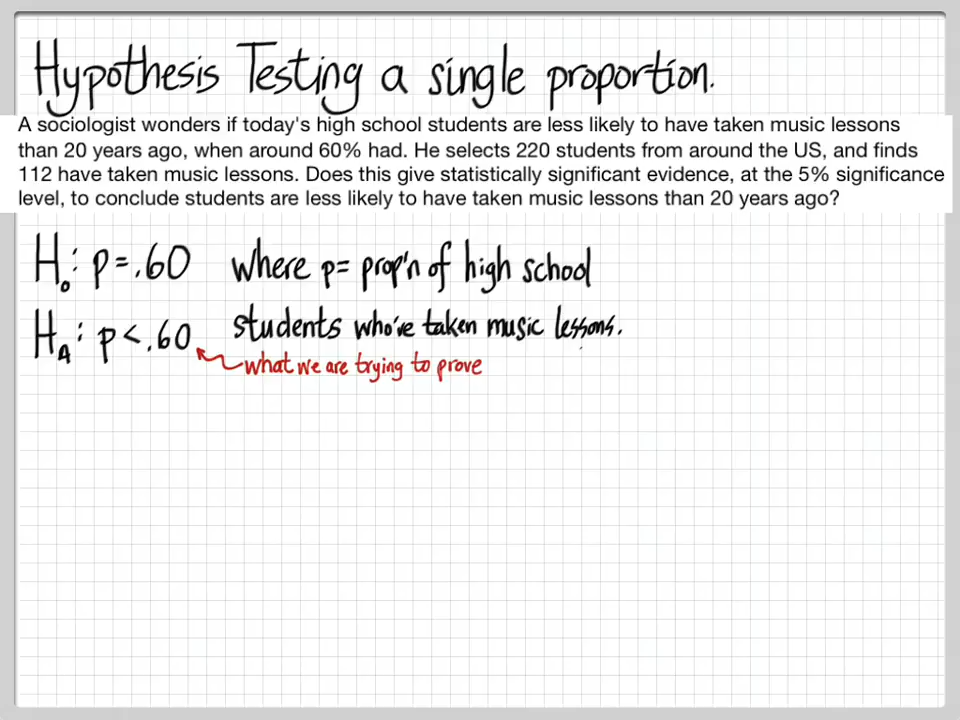 Hypothesis Testing a single proportion.
A sociologist wonders if today's high school students are less likely to have taken music lessons
than 20 years ago, when around 60% had. He selects 220 students from around the US, and finds
112 have taken music lessons. Does this give statistically significant evidence, at the 5% significance
level, to conclude students are less likely to have taken music lessons than 20 years ago?
H₀: p=.60 where p= prop'n of high school
H_A: p<.60 students who've taken music lessons.
what we are trying to prove